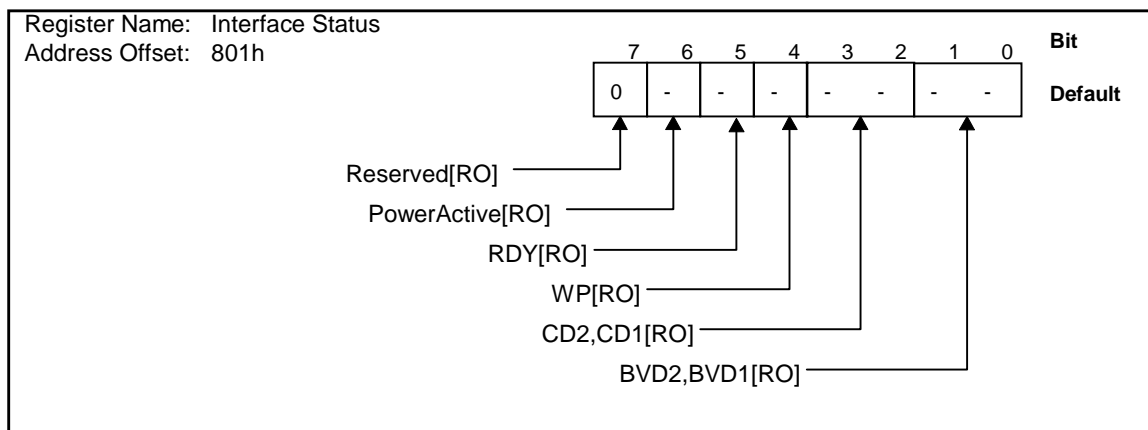 Register Name: Interface Status
Address Offset: 801h
7 6 5 4 3 2 1 0 Bit
0 - - - - - - - Default
Reserved[RO]
PowerActive[RO]
RDY[RO]
WP[RO]
CD2,CD1[RO]
BVD2,BVD1[RO]